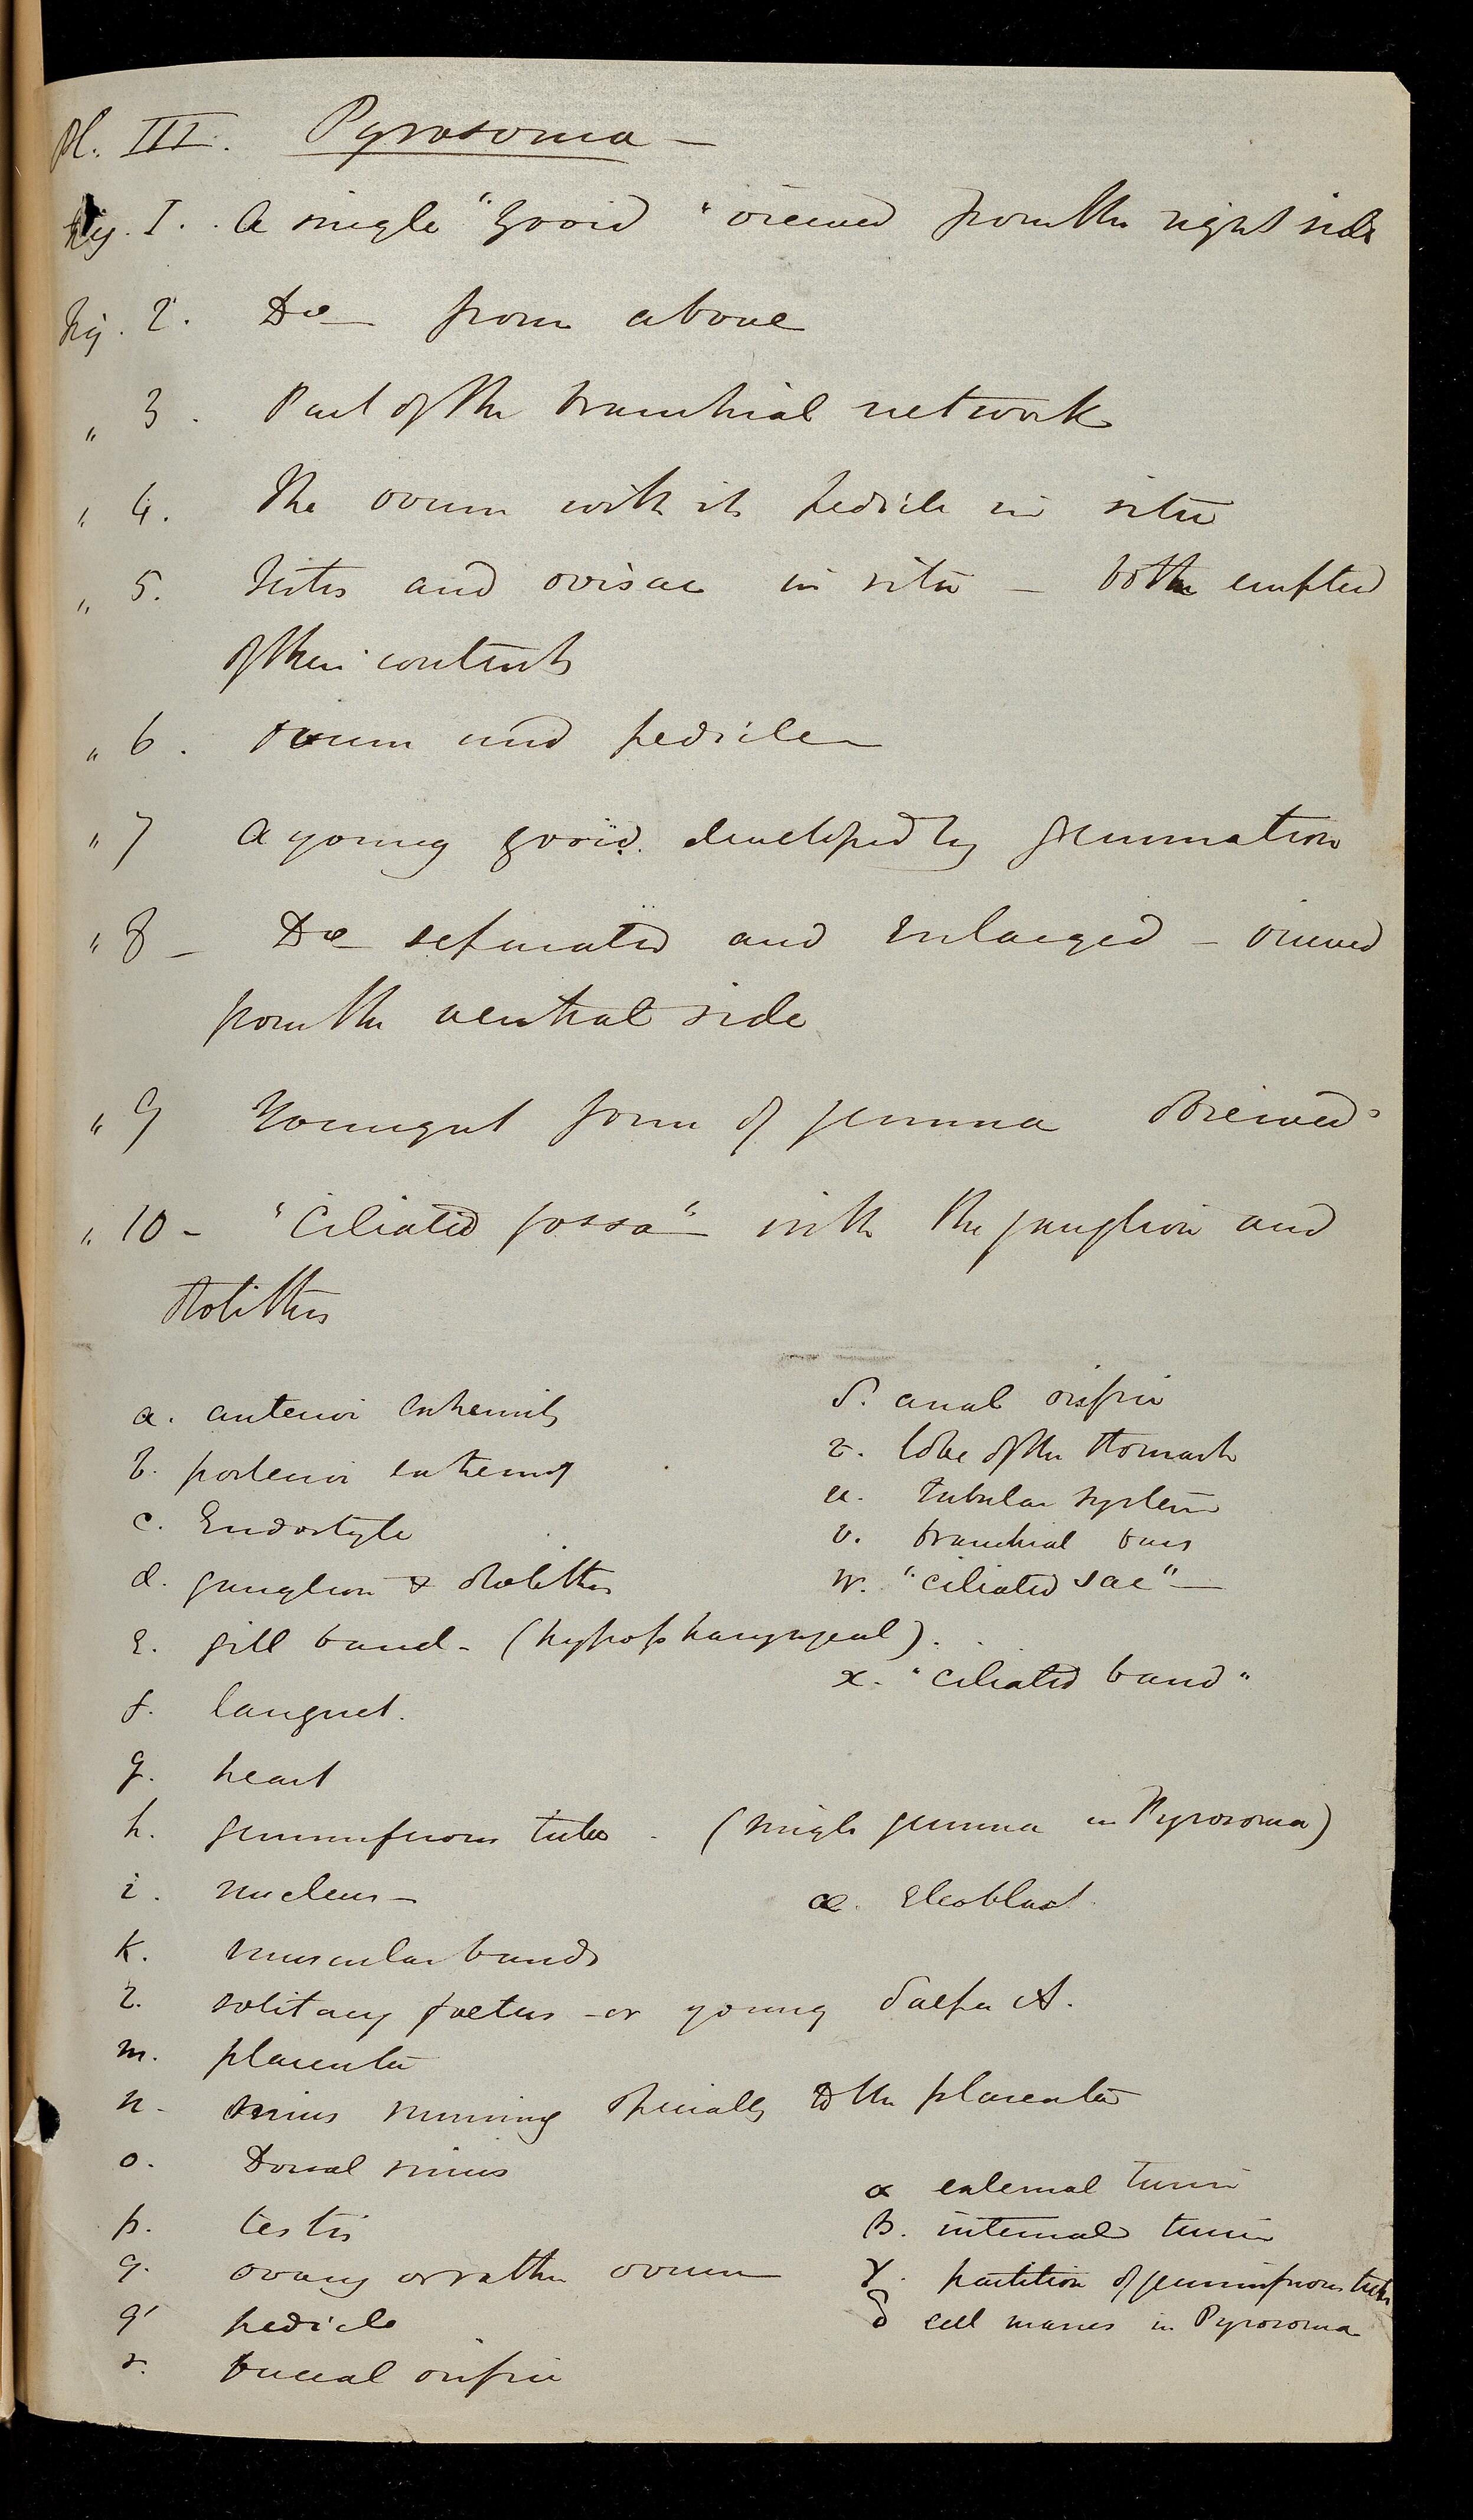 Pl. III. Pyrosoma –
Fig. I. A single "zooid" viewed from the right side
Fig. 2. Do from above
" 3. Part of the branchial network
" 4. The ovum with its pedicle in situ
" 5. Testis and ovisac in situ – both emptied
of their contents
" 6. Ovum and pedicle –
" 7 A young zooid developed by gemmation
" 8 – Do separated and enlarged – viewed
from the ventral side
" 9 Youngest form of gemma observed
" 10 – "Ciliated fossa" with the ganglion and
otolithes
a. anterior extremity
b. posterior extremity
c. Endostyle
d. ganglion & otolithes
e. gill band – (hypopharyngeal).
f. languet.
g. heart
h. gemmiferous tube – (single gemma in Pyrosoma)
i. nucleus –
k. muscular bands
l. solitary foetus – or young Salpa A.
m. placenta
n. sinus running specially to the placenta
o. Dorsal sinus
p. testis
q. ovary or rather ovum
q' pedicle
r. buccal orifice
s. anal orifice
t. lobe of the stomach
u. tubular system
v. branchial bars
w. "ciliated sac" –
x. "ciliated band"
æ. Elæoblast
α external tunic
β. internal tunic
γ. partition of gemmiferous tube
δ cell masses in Pyrosoma